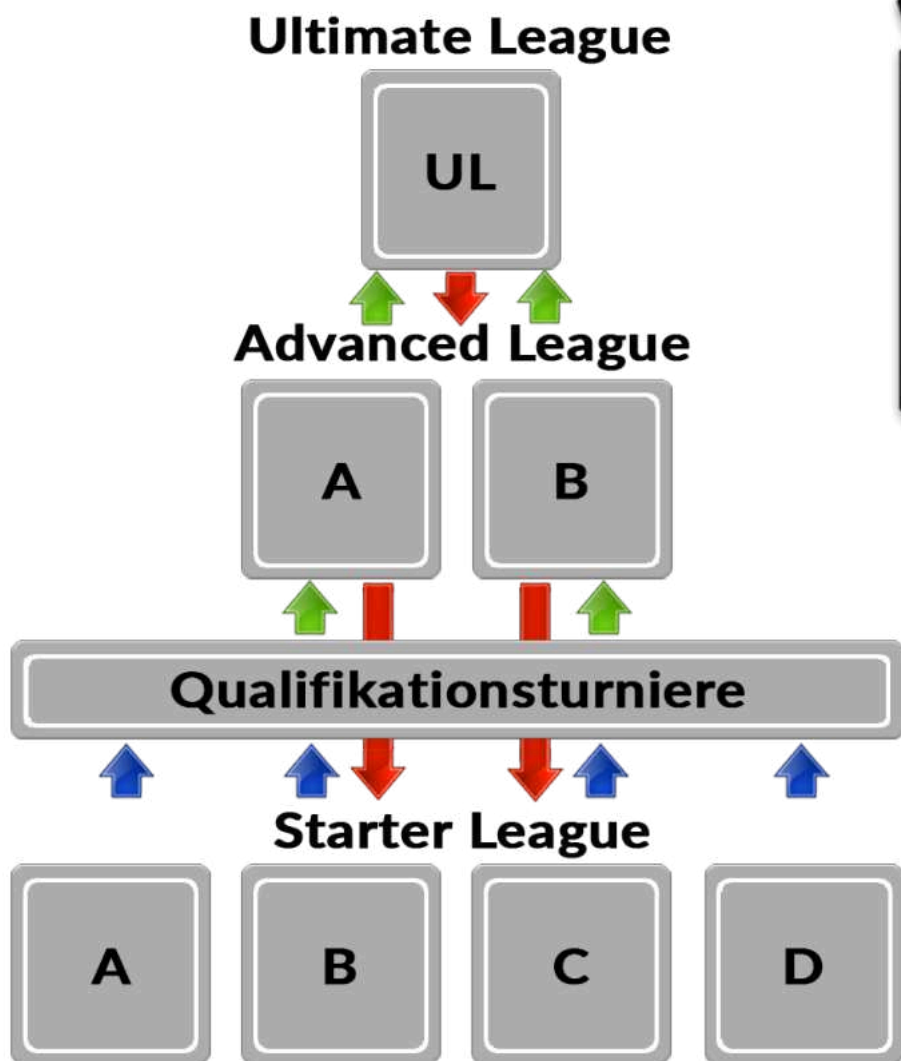 Ultimate League
UL
Advanced League
A
B
Qualifikationsturniere
Starter League
A
B
C
D